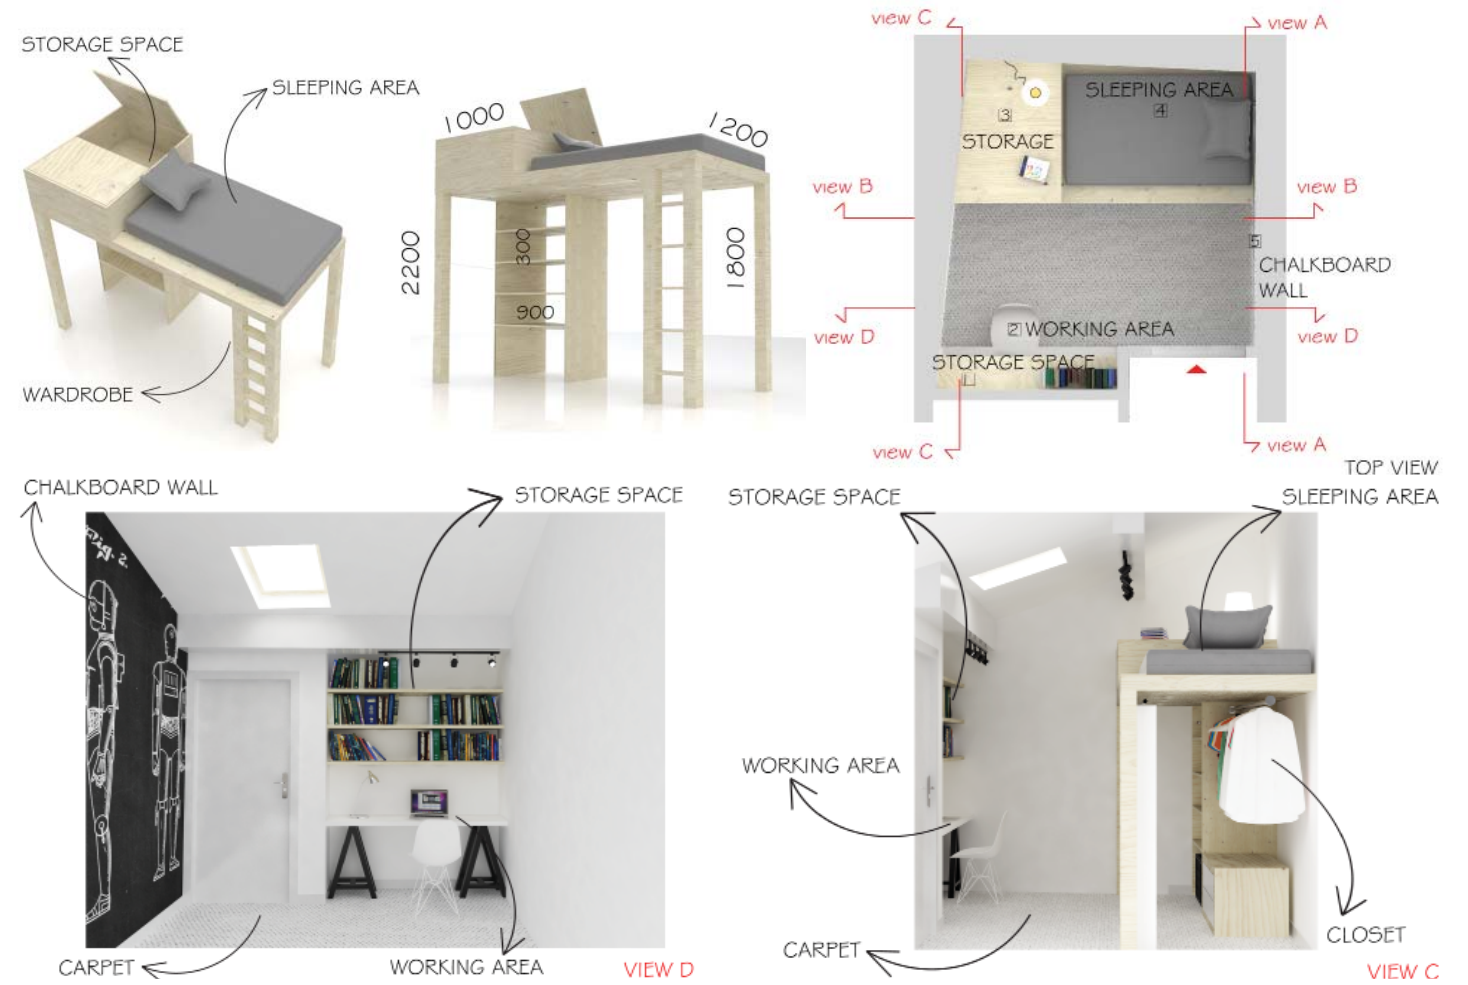 STORAGE SPACE
SLEEPING AREA
WARDROBE
1000
1200
2200
300
900
1800
view C
view A
SLEEPING AREA
4
3
STORAGE
view B
view B
5
CHALKBOARD
WALL
2 WORKING AREA
view D
view D
STORAGE SPACE
view C
view A
TOP VIEW
CHALKBOARD WALL
STORAGE SPACE
CARPET
WORKING AREA
VIEW D
STORAGE SPACE
SLEEPING AREA
WORKING AREA
CARPET
CLOSET
VIEW C